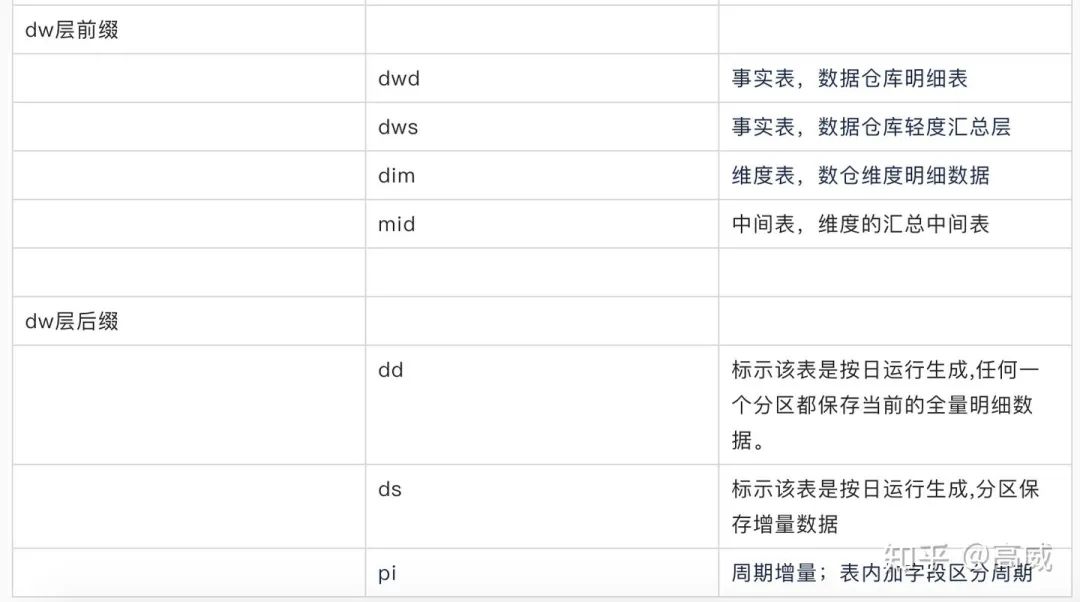 dw层前缀
dwd 事实表，数据仓库明细表
dws 事实表，数据仓库轻度汇总层
dim 维度表，数仓维度明细数据
mid 中间表，维度的汇总中间表
dw层后缀
dd 标示该表是按日运行生成,任何一
个分区都保存当前的全量明细数
据。
ds 标示该表是按日运行生成,分区保
存增量数据
pi 周期增量；表内加字段区分周期
知乎 @高威